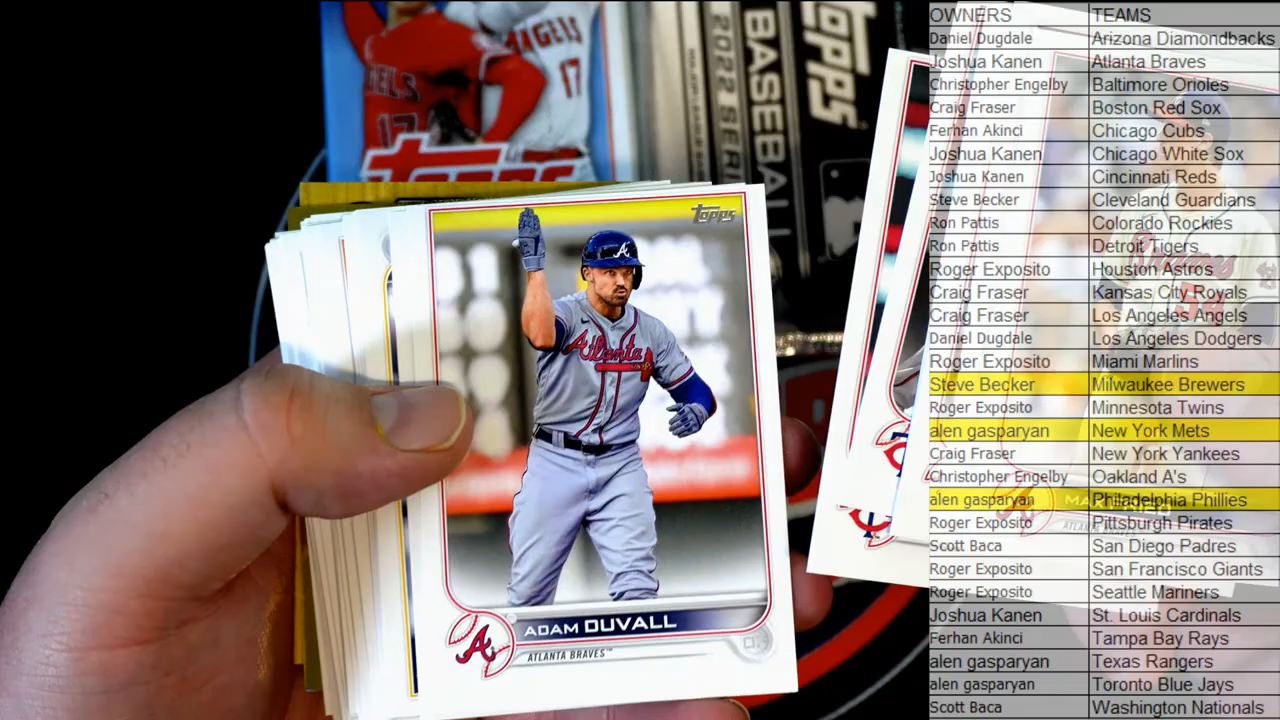 ANGELS
17
ANGELS
17
topps
topps
BASEBALL
2022 SERI
topps
Atlanta
A
ADAM DUVALL
ATLANTA BRAVES™
O.F.
Braves
ATLANTA BRAVES
OWNERS TEAMS
Daniel Dugdale Arizona Diamondbacks
Joshua Kanen Atlanta Braves
Christopher Engelby Baltimore Orioles
Craig Fraser Boston Red Sox
Ferhan Akinci Chicago Cubs
Joshua Kanen Chicago White Sox
Joshua Kanen Cincinnati Reds
Steve Becker Cleveland Guardians
Ron Pattis Colorado Rockies
Ron Pattis Detroit Tigers
Roger Exposito Houston Astros
Craig Fraser Kansas City Royals
Craig Fraser Los Angeles Angels
Daniel Dugdale Los Angeles Dodgers
Roger Exposito Miami Marlins
Steve Becker Milwaukee Brewers
Roger Exposito Minnesota Twins
alen gasparyan New York Mets
Craig Fraser New York Yankees
Christopher Engelby Oakland A's
alen gasparyan Philadelphia Phillies
Roger Exposito Pittsburgh Pirates
Scott Baca San Diego Padres
Roger Exposito San Francisco Giants
Roger Exposito Seattle Mariners
Joshua Kanen St. Louis Cardinals
Ferhan Akinci Tampa Bay Rays
alen gasparyan Texas Rangers
alen gasparyan Toronto Blue Jays
Scott Baca Washington Nationals